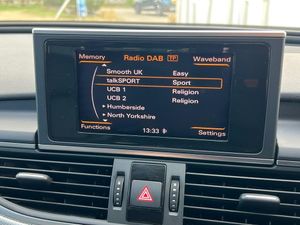 Memory Radio DAB TP Waveband
Smooth UK Easy
talkSPORT Sport
UCB 1 Religion
UCB 2 Religion
Humberside
North Yorkshire
Functions 13:33 Settings